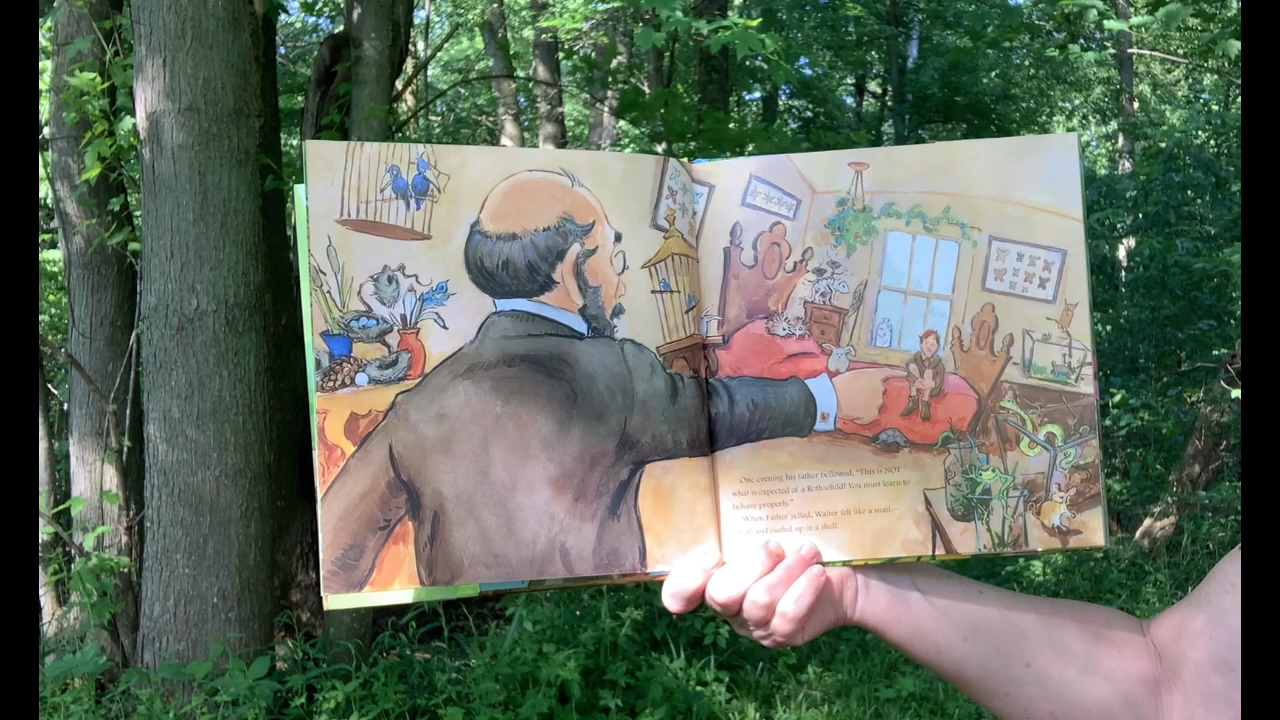 One evening his father bellowed, "This is NOT
what is expected of a Rothschild! You must learn to
behave properly."
When Father yelled, Walter felt like a snail—
and curled up in a shell.